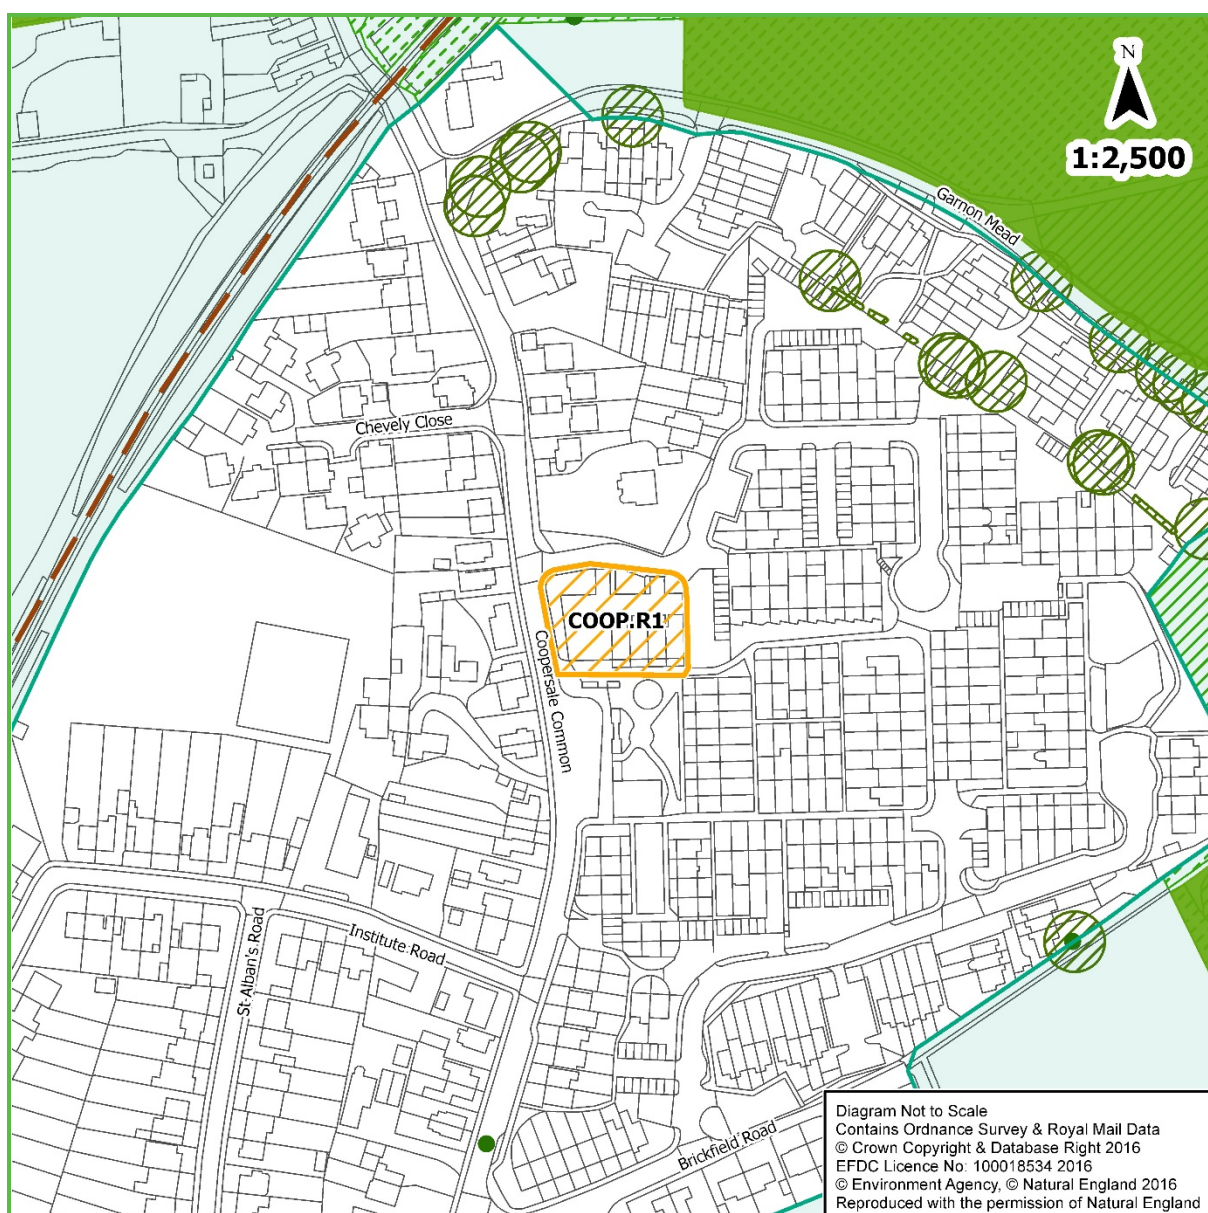 N
1:2,500
Garnon Mead
Chevely Close
COOP.R1
Coopersale Common
Institute Road
St Alban's Road
Brickfield Road
Diagram Not to Scale
Contains Ordnance Survey & Royal Mail Data
© Crown Copyright & Database Right 2016
EFDC Licence No: 100018534 2016
© Environment Agency, © Natural England 2016
Reproduced with the permission of Natural England